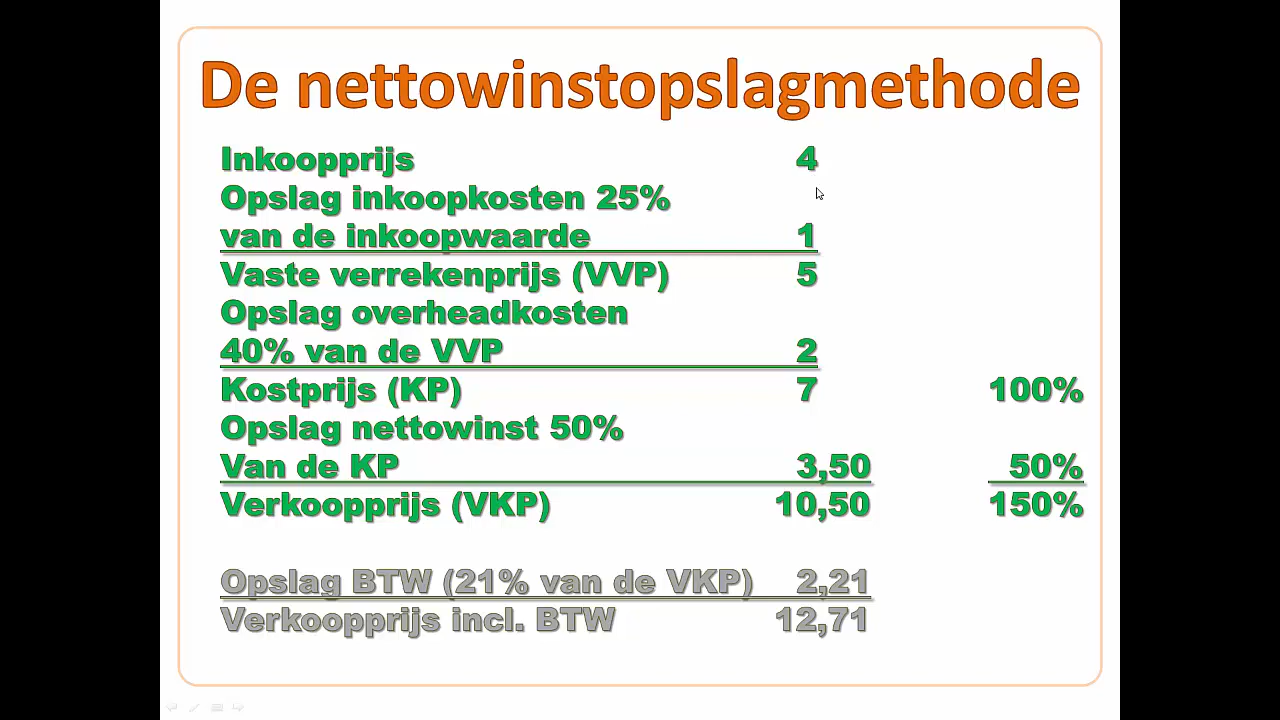 De nettowinstopslagmethode
Inkoopprijs 4
Opslag inkoopkosten 25%
van de inkoopwaarde 1
Vaste verrekenprijs (VVP) 5
Opslag overheadkosten
40% van de VVP 2
Kostprijs (KP) 7 100%
Opslag nettowinst 50%
Van de KP 3,50 50%
Verkoopprijs (VKP) 10,50 150%
Opslag BTW (21% van de VKP) 2,21
Verkoopprijs incl. BTW 12,71